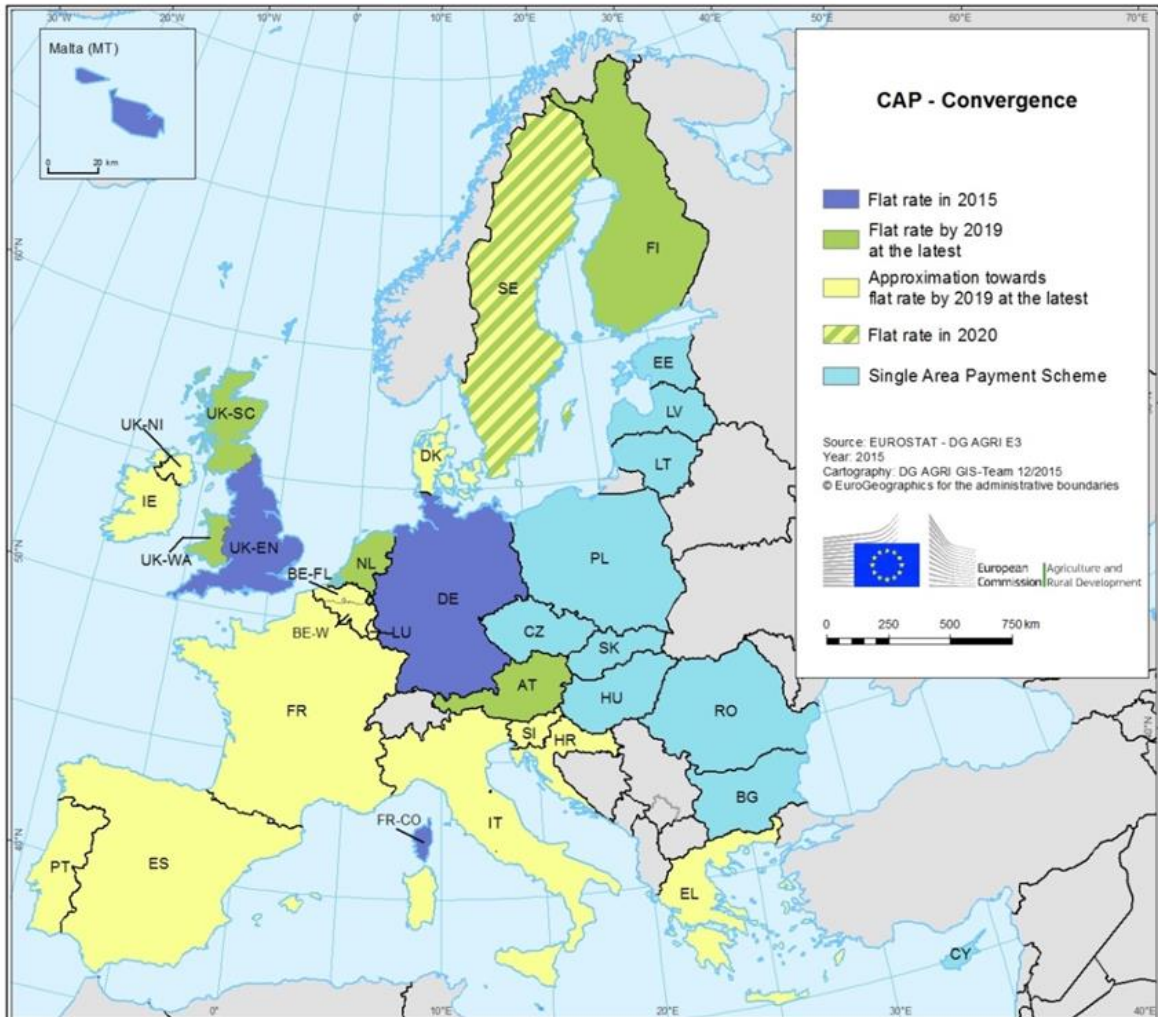 30°W 20°W 10°W 0° 10°E 20°E 30°E 40°E 50°E 60°E 70°E
Malta (MT)
0 20 km
CAP - Convergence
Flat rate in 2015
Flat rate by 2019
at the latest
Approximation towards
flat rate by 2019 at the latest
Flat rate in 2020
Single Area Payment Scheme
Source: EUROSTAT - DG AGRI E3
Year: 2015
Cartography: DG AGRI GIS-Team 12/2015
© EuroGeographics for the administrative boundaries
European
Commission
Agriculture and
Rural Development
0 250 500 750 km
60°N
50°N
40°N
FI
SE
EE
LV
LT
UK-SC
UK-NI
DK
IE
UK-WA
UK-EN
NL
BE-FL
DE
PL
BE-W
LU
CZ
SK
AT
HU
FR
SI
HR
RO
BG
FR-CO
IT
PT
ES
EL
CY
0° 10°E 20°E 30°E 40°E
40°N